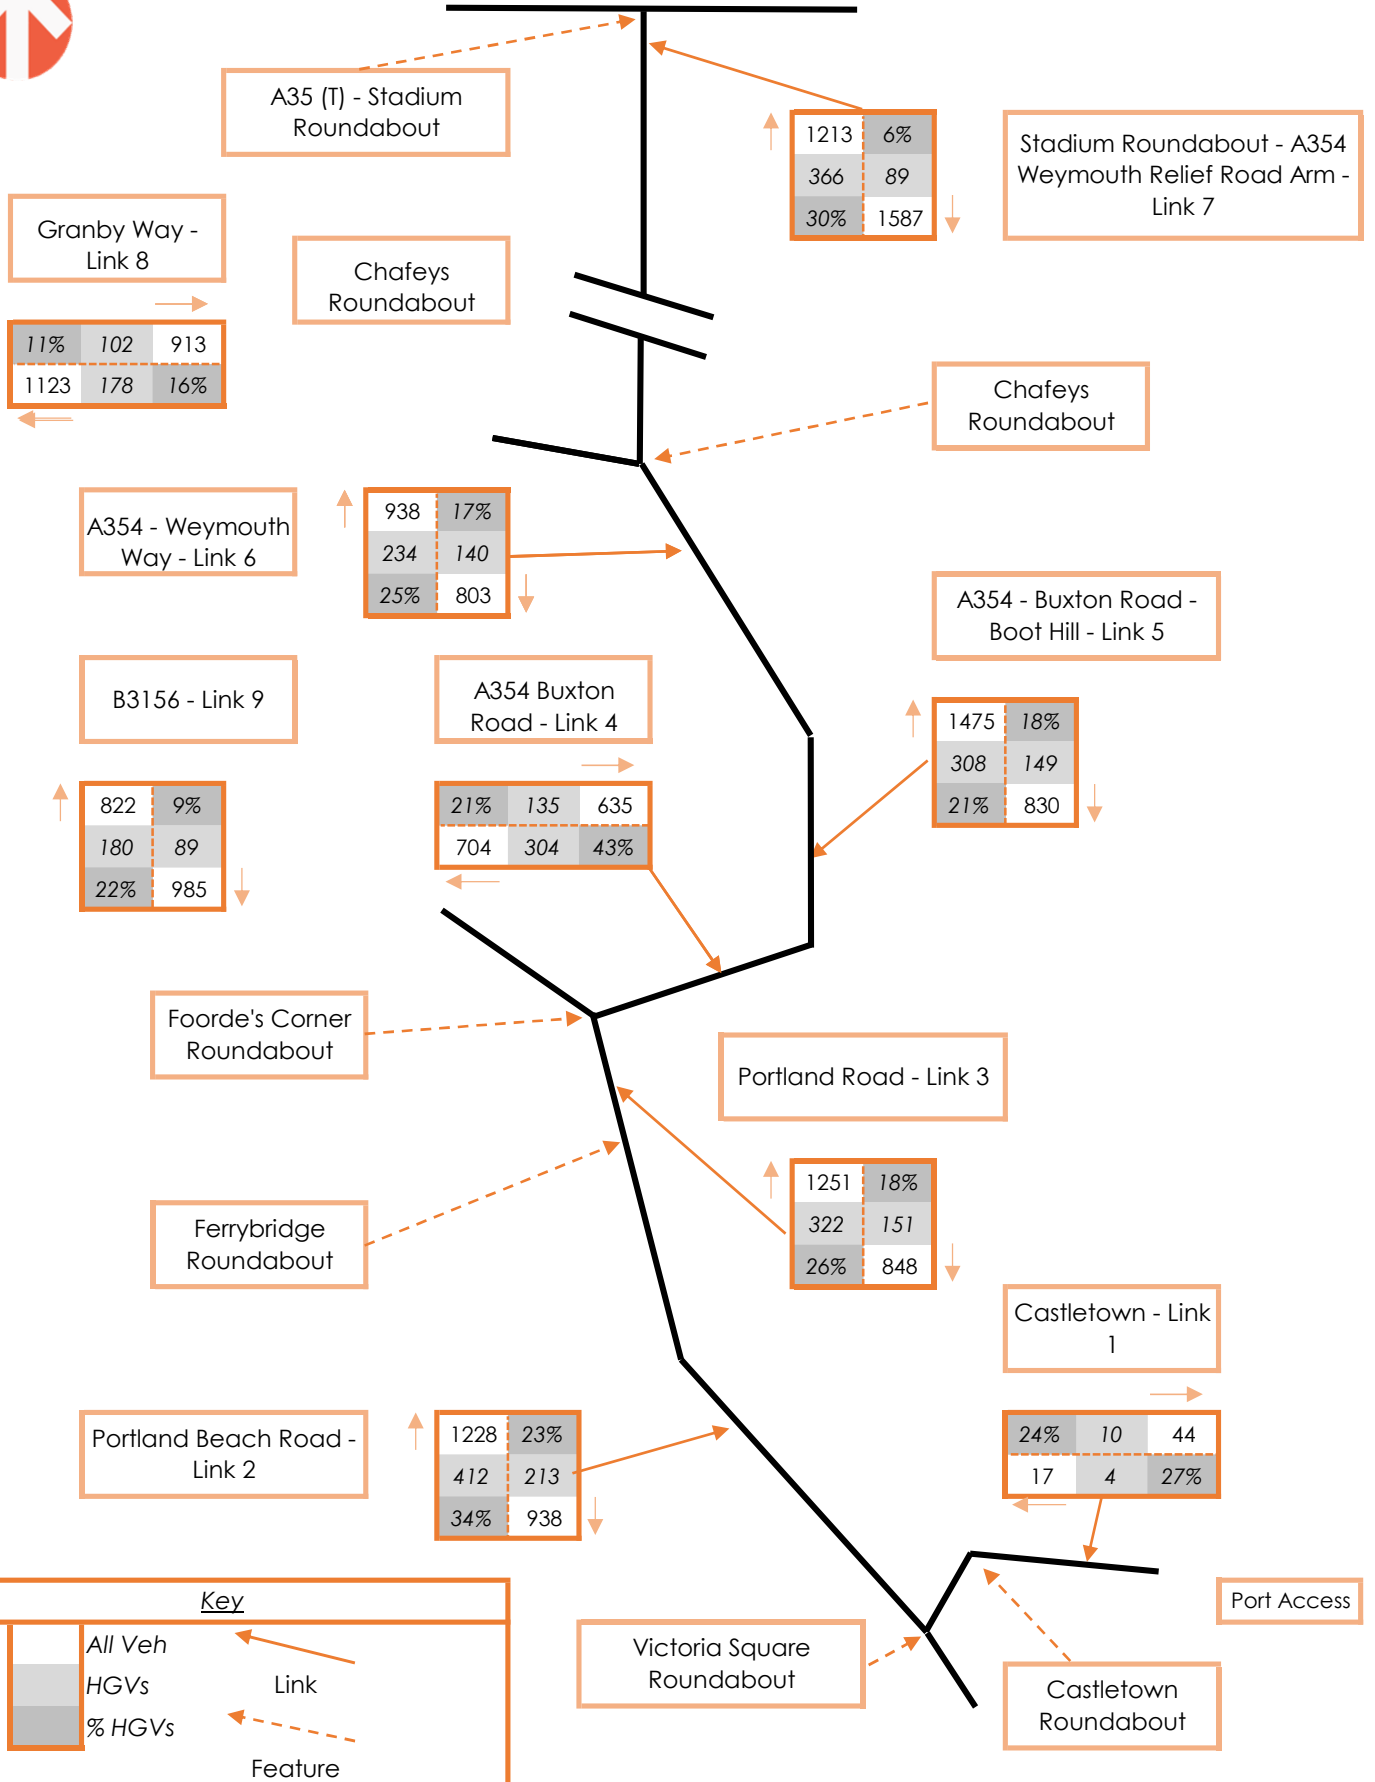 A35 (T) - Stadium
Roundabout
1213 6%
366 89
30% 1587
Stadium Roundabout - A354
Weymouth Relief Road Arm -
Link 7
Granby Way -
Link 8
Chafeys
Roundabout
11% 102 913
1123 178 16%
Chafeys
Roundabout
A354 - Weymouth
Way - Link 6
938 17%
234 140
25% 803
A354 - Buxton Road -
Boot Hill - Link 5
B3156 - Link 9
A354 Buxton
Road - Link 4
1475 18%
308 149
21% 830
822 9%
180 89
22% 985
21% 135 635
704 304 43%
Foorde's Corner
Roundabout
Portland Road - Link 3
Ferrybridge
Roundabout
1251 18%
322 151
26% 848
Castletown - Link
1
Portland Beach Road -
Link 2
1228 23%
412 213
34% 938
24% 10 44
17 4 27%
Key
All Veh
HGVs
% HGVs
Link
Feature
Victoria Square
Roundabout
Port Access
Castletown
Roundabout